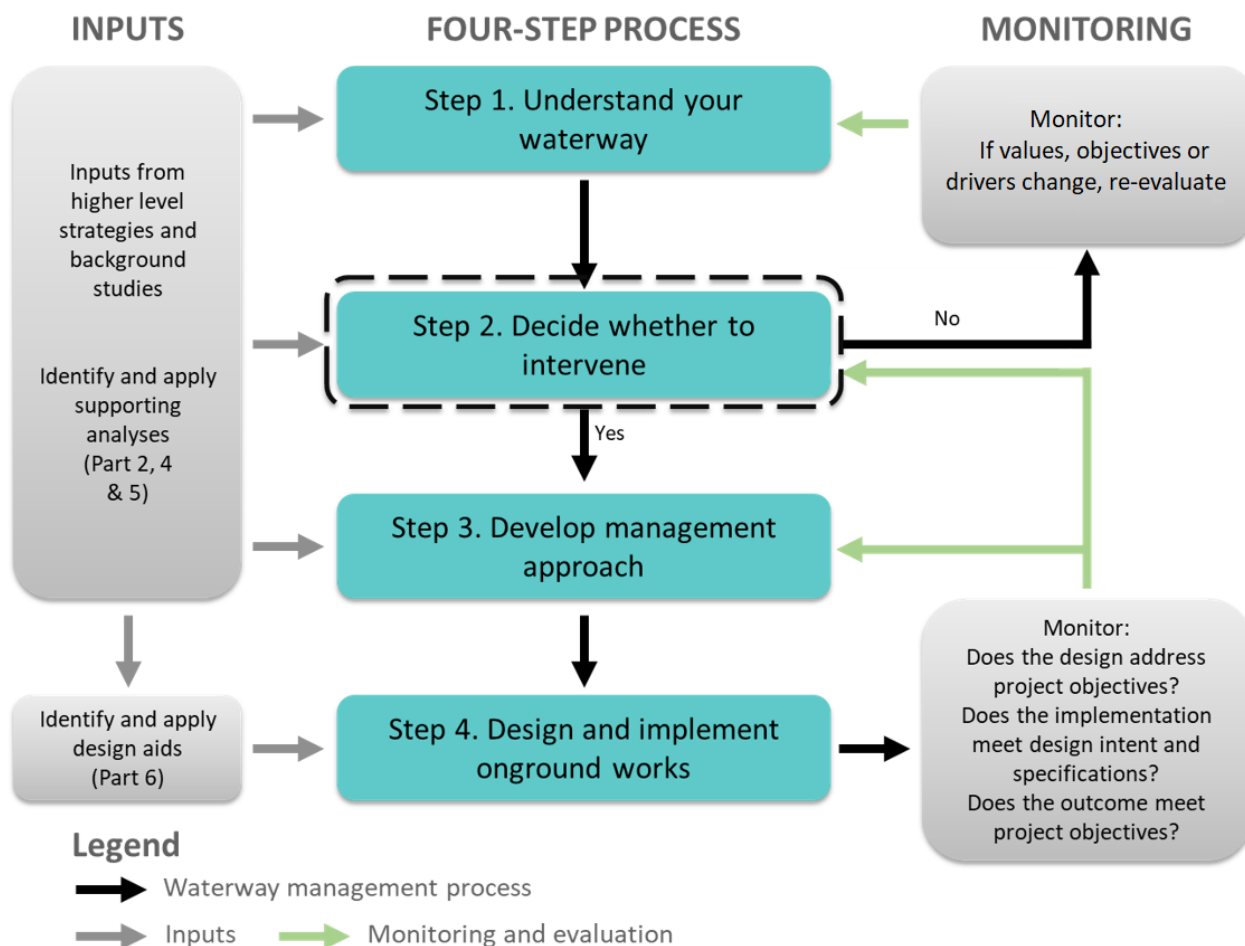 INPUTS
FOUR-STEP PROCESS
MONITORING
Inputs from
higher level
strategies and
background
studies
Identify and apply
supporting
analyses
(Part 2, 4
& 5)
Identify and apply
design aids
(Part 6)
Step 1. Understand your
waterway
Step 2. Decide whether to
intervene
No
Yes
Step 3. Develop management
approach
Step 4. Design and implement
onground works
Monitor:
If values, objectives or
drivers change, re-evaluate
Monitor:
Does the design address
project objectives?
Does the implementation
meet design intent and
specifications?
Does the outcome meet
project objectives?
Legend
Waterway management process
Inputs
Monitoring and evaluation